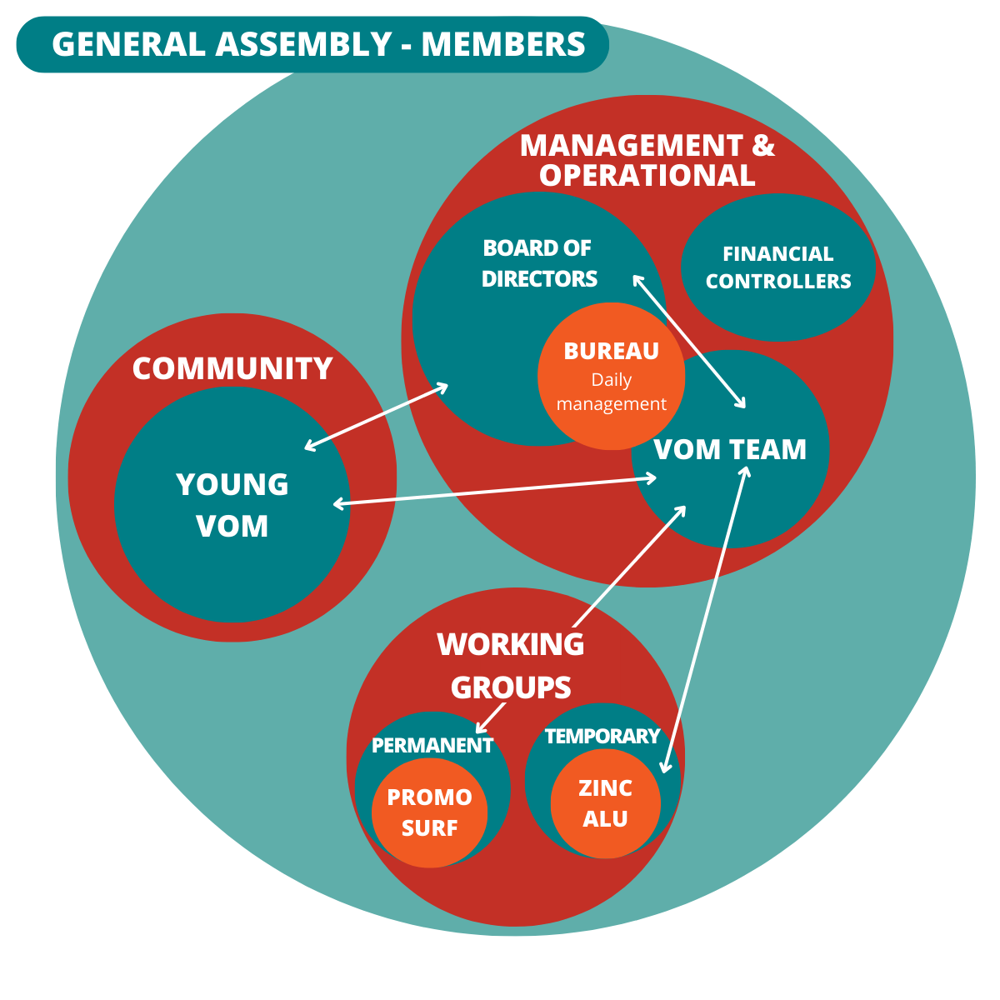 GENERAL ASSEMBLY - MEMBERS
MANAGEMENT &
OPERATIONAL
BOARD OF
DIRECTORS
FINANCIAL
CONTROLLERS
BUREAU
Daily
management
VOM TEAM
COMMUNITY
YOUNG
VOM
WORKING
GROUPS
PERMANENT
PROMO
SURF
TEMPORARY
ZINC
ALU